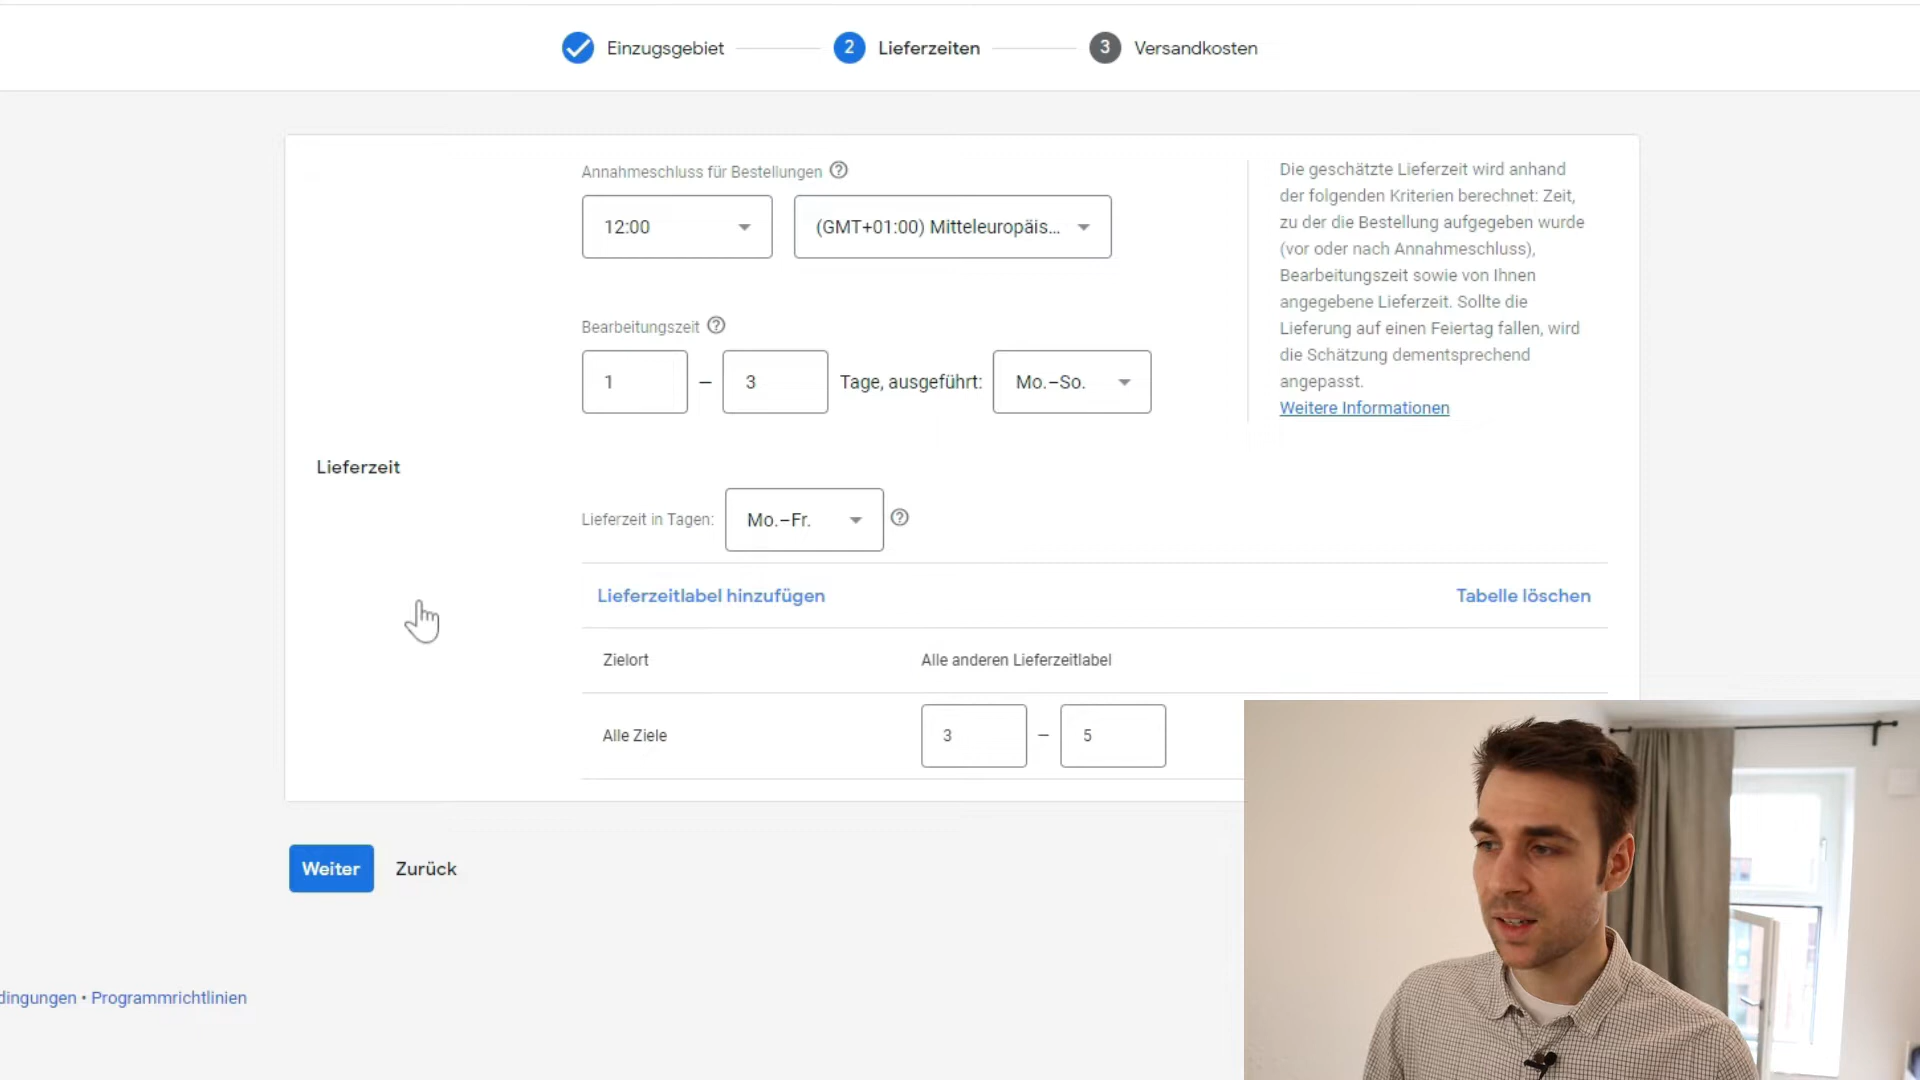 Einzugsgebiet
2 Lieferzeiten
3 Versandkosten
Annahmeschluss für Bestellungen
12:00
(GMT+01:00) Mitteleuropäis...
Bearbeitungszeit
1 – 3 Tage, ausgeführt: Mo.–So.
Die geschätzte Lieferzeit wird anhand
der folgenden Kriterien berechnet: Zeit,
zu der die Bestellung aufgegeben wurde
(vor oder nach Annahmeschluss),
Bearbeitungszeit sowie von Ihnen
angegebene Lieferzeit. Sollte die
Lieferung auf einen Feiertag fallen, wird
die Schätzung dementsprechend
angepasst.
Weitere Informationen
Lieferzeit
Lieferzeit in Tagen: Mo.–Fr.
Lieferzeitlabel hinzufügen
Tabelle löschen
Zielort
Alle anderen Lieferzeitlabel
Alle Ziele
3 – 5
Weiter
Zurück
dingungen • Programmrichtlinien